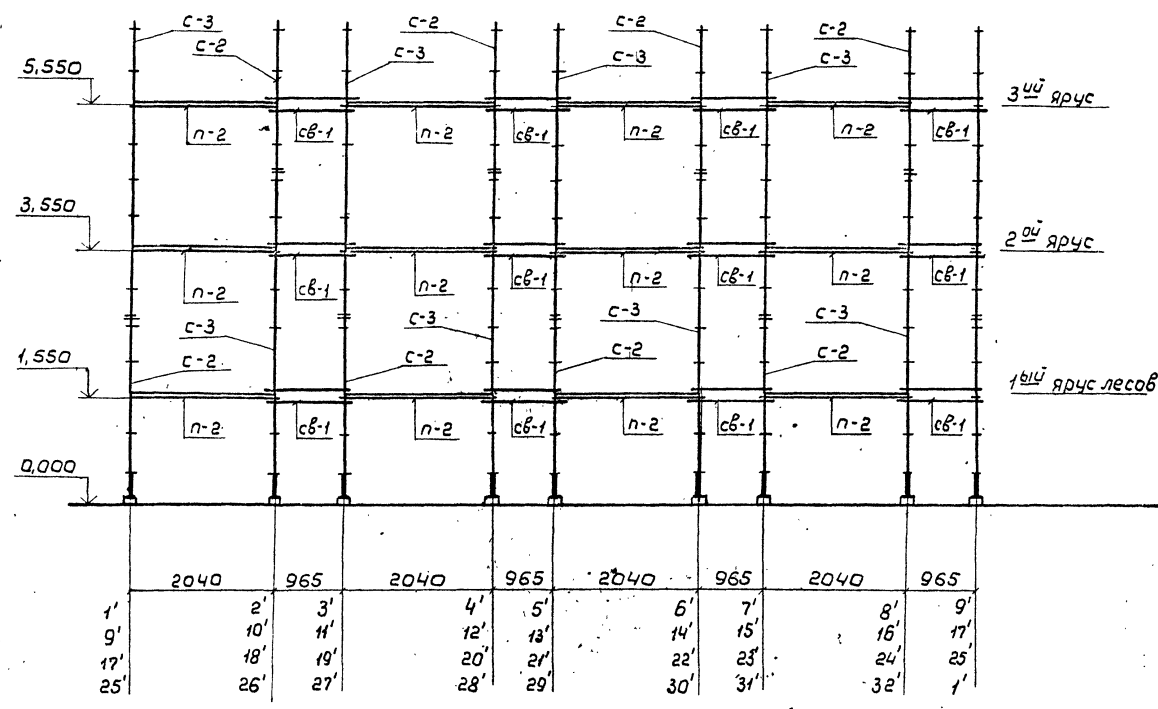 с-3 с-2 с-2 с-2
с-2 с-3 с-3 с-3
5,550 3ий ярус
п-2 св-1 п-2 св-1 п-2 св-1 п-2 св-1
3,550 2ой ярус
п-2 св-1 п-2 св-1 п-2 св-1 п-2 св-1
с-3 с-3 с-3 с-3
1,550 с-2 с-2 с-2 с-2 1ый ярус лесов
п-2 св-1 п-2 св-1 п-2 св-1 п-2 св-1
0,000
2040 965 2040 965 2040 965 2040 965
1' 2' 3' 4' 5' 6' 7' 8' 9'
9' 10' 11' 12' 13' 14' 15' 16' 17'
17' 18' 19' 20' 21' 22' 23' 24' 25'
25' 26' 27' 28' 29' 30' 31' 32' 1'